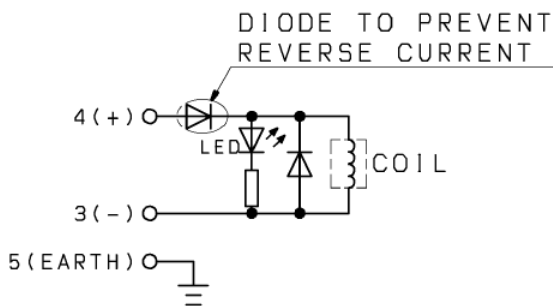 DIODE TO PREVENT
REVERSE CURRENT
4(+)
LED
COIL
3(-)
5(EARTH)